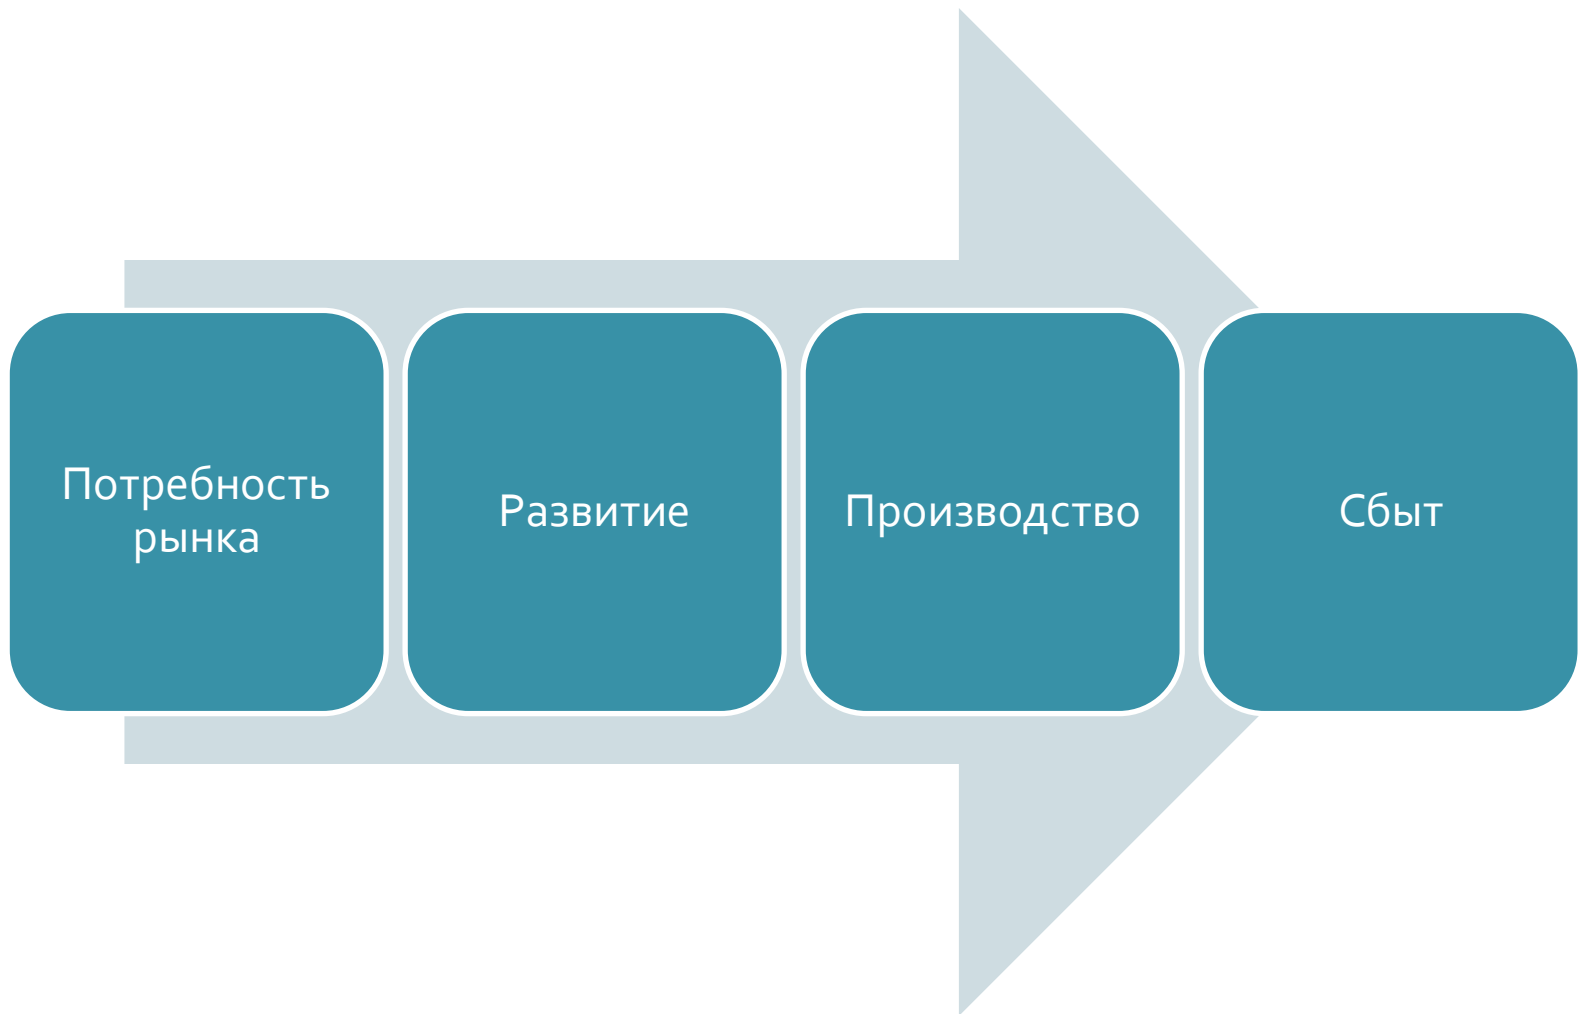 Потребность
рынка
Развитие
Производство
Сбыт